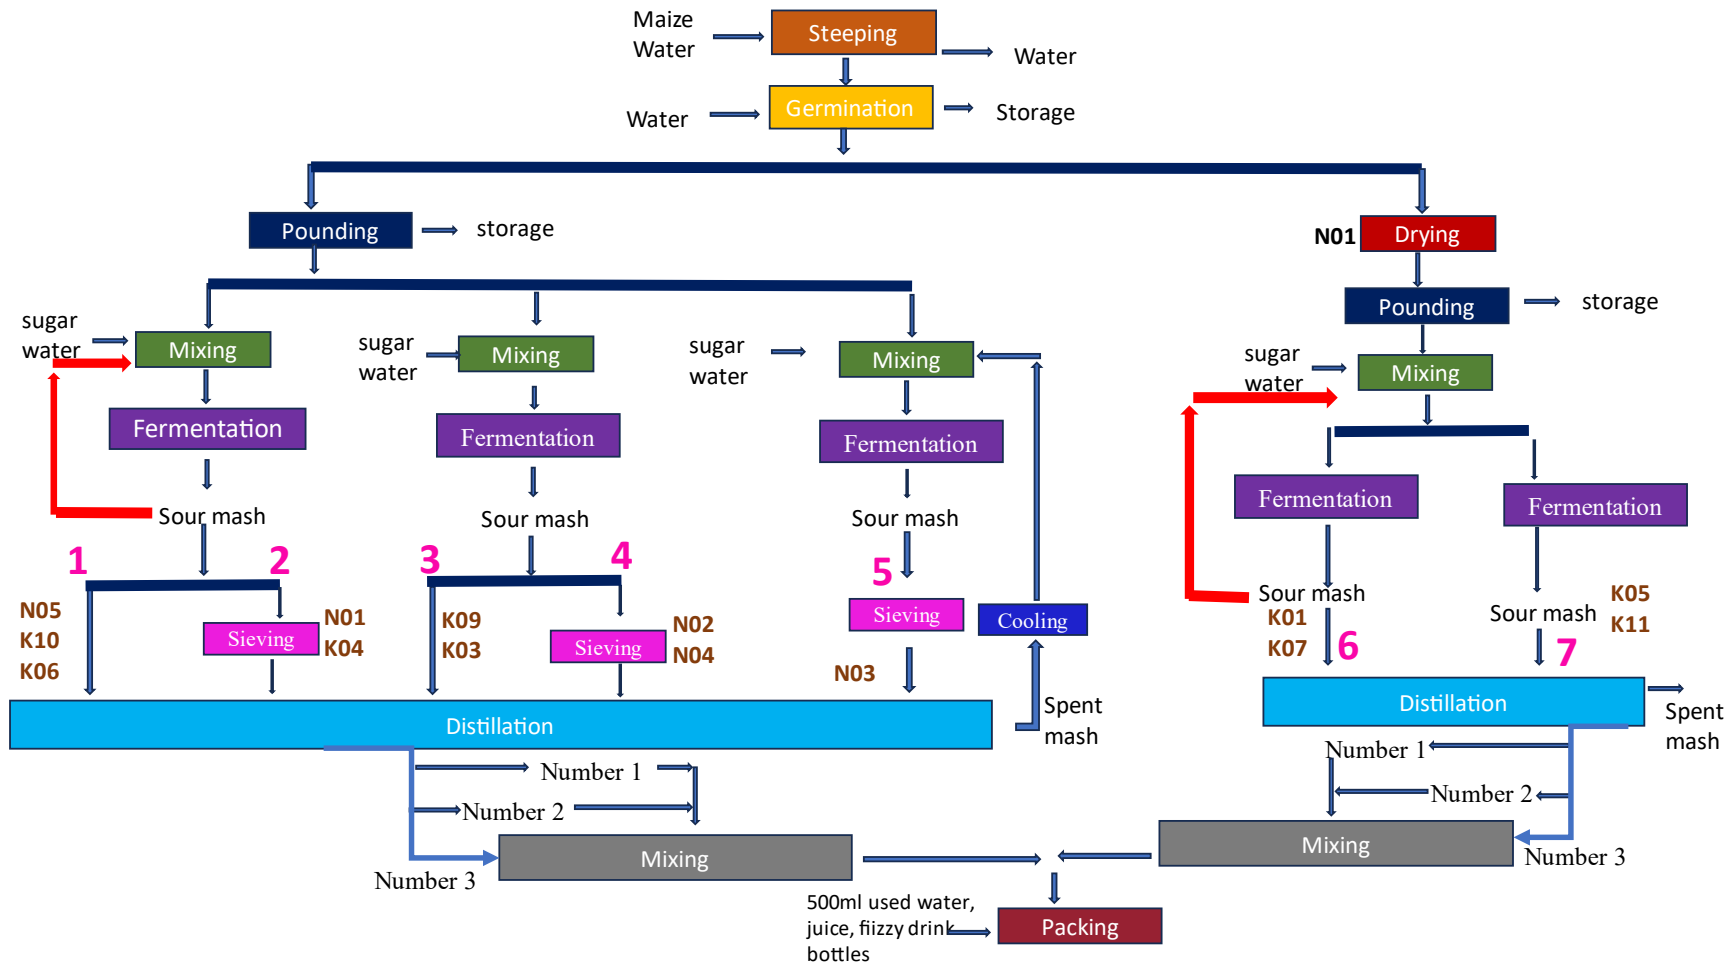 Maize
Water
Steeping
Water
Water
Germination
Storage
Pounding
storage
N01
Drying
Pounding
storage
sugar
water
Mixing
sugar
water
Mixing
sugar
water
Mixing
sugar
water
Mixing
Fermentation
Fermentation
Fermentation
Fermentation
Fermentation
Sour mash
Sour mash
Sour mash
Sour mash
Sour mash
1
2
3
4
5
6
7
N05
K10
K06
Sieving
N01
K04
K09
K03
Sieving
N02
N04
Sieving
N03
Cooling
K01
K07
K05
K11
Distillation
Spent
mash
Distillation
Spent
mash
Number 1
Number 2
Number 3
Mixing
Number 1
Number 2
Number 3
Mixing
500ml used water,
juice, fiizzy drink
bottles
Packing